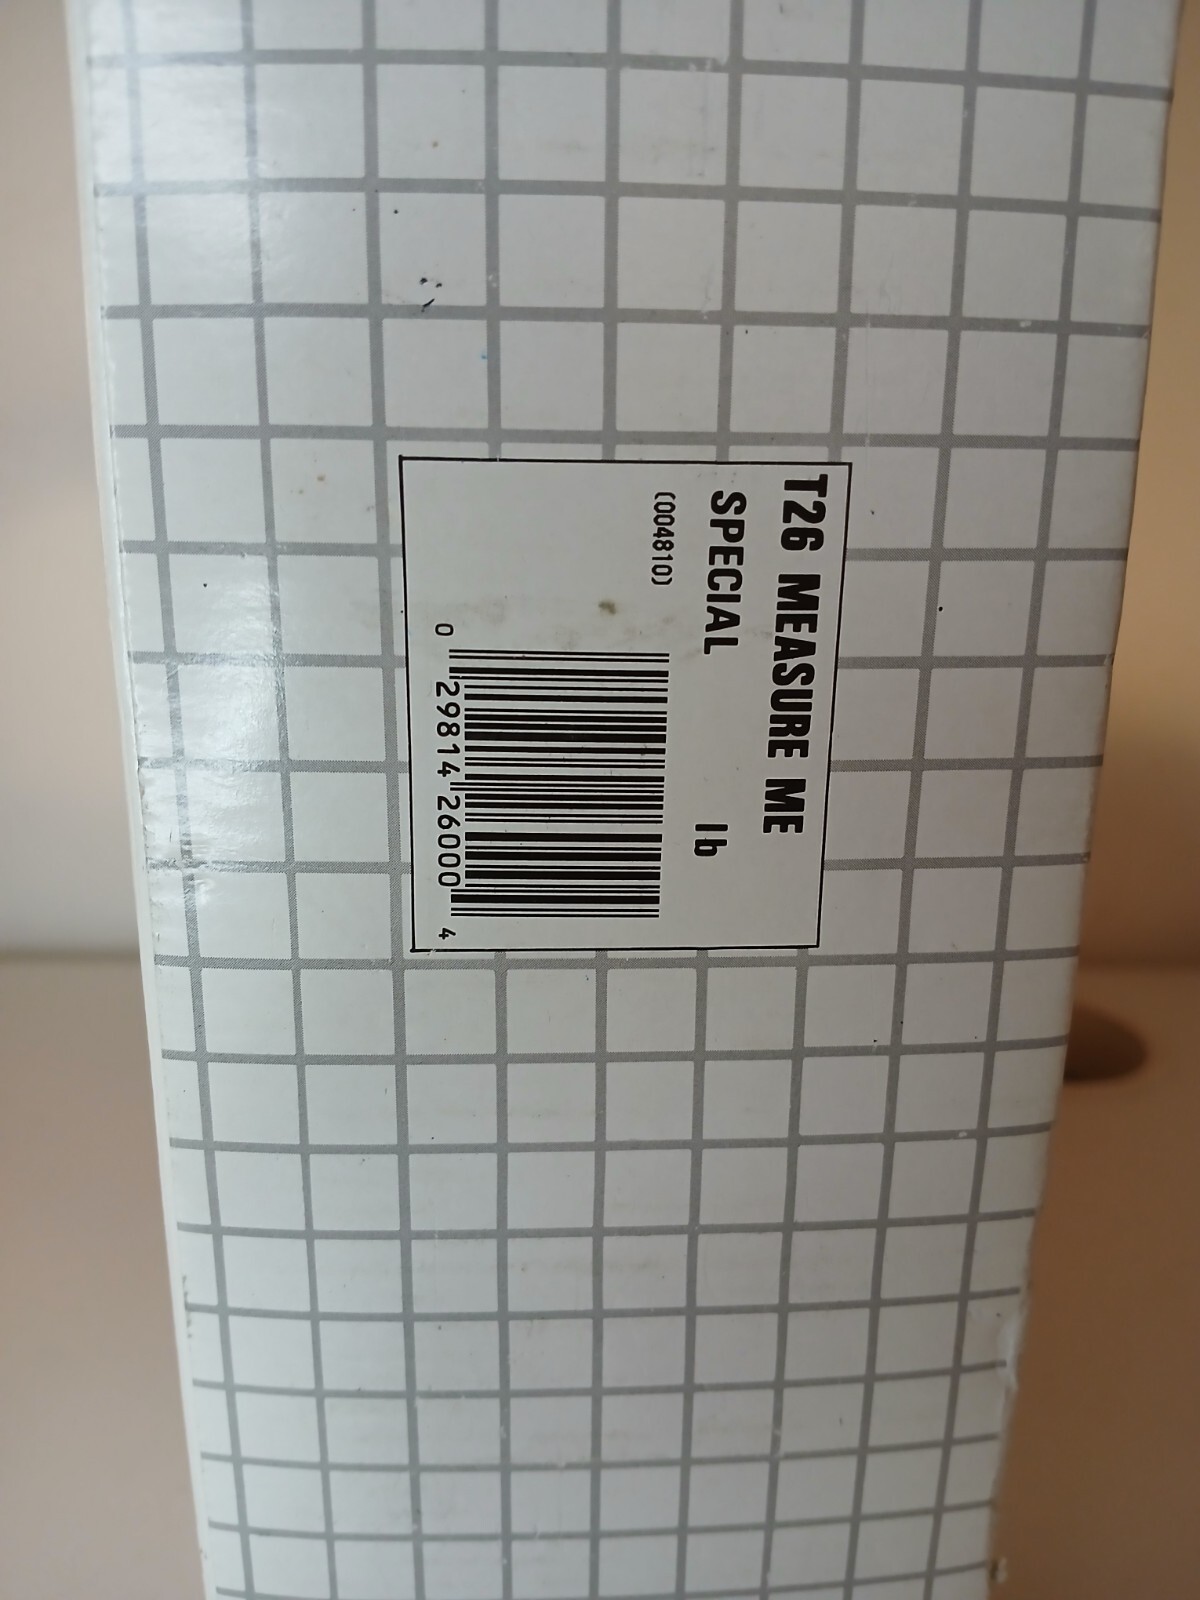 T26 MEASURE ME
SPECIAL lb
(004810)
0 29814 26000 4